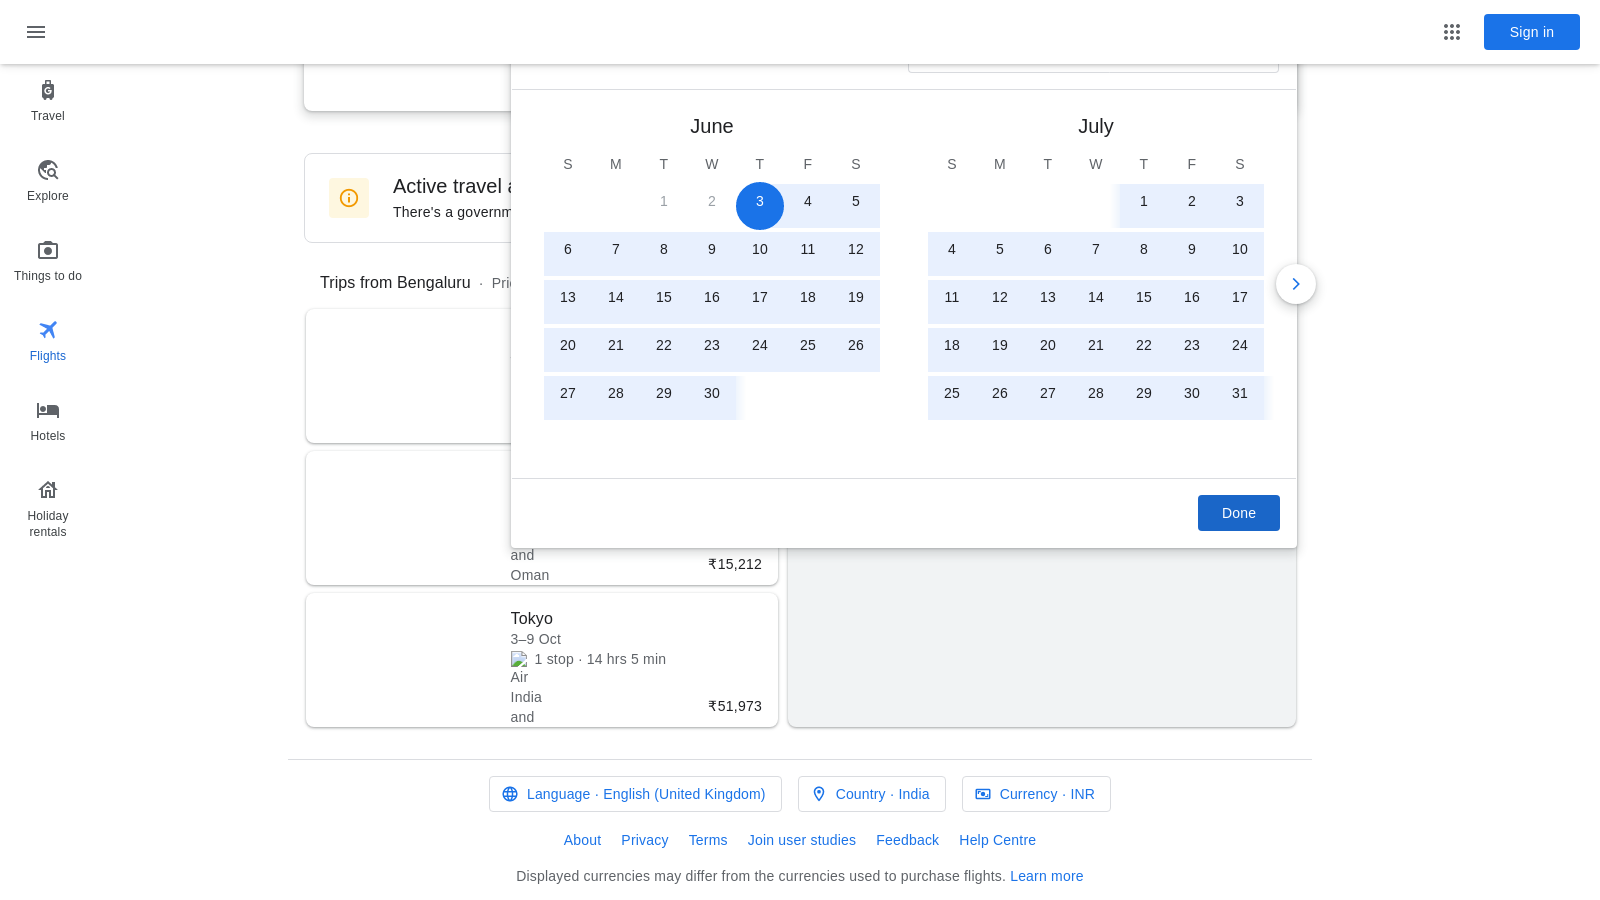 Sign in
Travel
Explore
Things to do
Flights
Hotels
Holiday
rentals
Active travel
There's a governm
Trips from Bengaluru · Pri
June
S M T W T F S
1 2 3 4 5
6 7 8 9 10 11 12
13 14 15 16 17 18 19
20 21 22 23 24 25 26
27 28 29 30
July
S M T W T F S
1 2 3
4 5 6 7 8 9 10
11 12 13 14 15 16 17
18 19 20 21 22 23 24
25 26 27 28 29 30 31
Done
and
Oman
₹15,212
Tokyo
3–9 Oct
1 stop · 14 hrs 5 min
Air
India
and
₹51,973
Language · English (United Kingdom)
Country · India
Currency · INR
About Privacy Terms Join user studies Feedback Help Centre
Displayed currencies may differ from the currencies used to purchase flights. Learn more